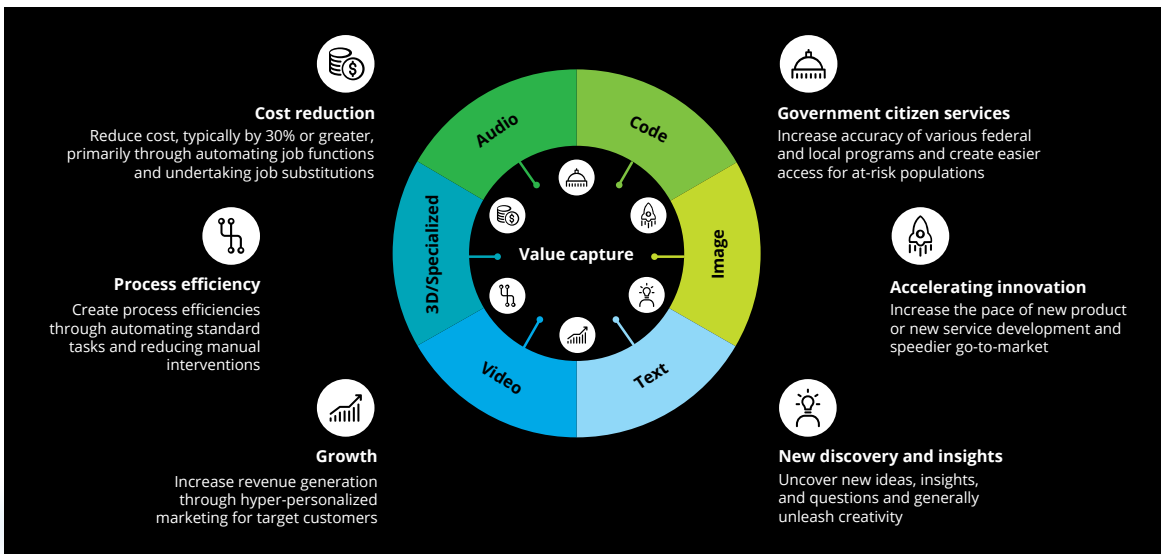 Cost reduction
Reduce cost, typically by 30% or greater,
primarily through automating job functions
and undertaking job substitutions
Process efficiency
Create process efficiencies
through automating standard
tasks and reducing manual
interventions
Growth
Increase revenue generation
through hyper-personalized
marketing for target customers
Audio
Code
3D/Specialized
Value capture
Image
Video
Text
Government citizen services
Increase accuracy of various federal
and local programs and create easier
access for at-risk populations
Accelerating innovation
Increase the pace of new product
or new service development and
speedier go-to-market
New discovery and insights
Uncover new ideas, insights,
and questions and generally
unleash creativity